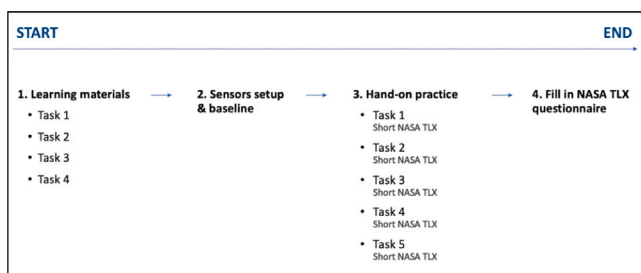 START
END
1. Learning materials
• Task 1
• Task 2
• Task 3
• Task 4
2. Sensors setup
& baseline
3. Hand-on practice
• Task 1
Short NASA TLX
• Task 2
Short NASA TLX
• Task 3
Short NASA TLX
• Task 4
Short NASA TLX
• Task 5
Short NASA TLX
4. Fill in NASA TLX
questionnaire